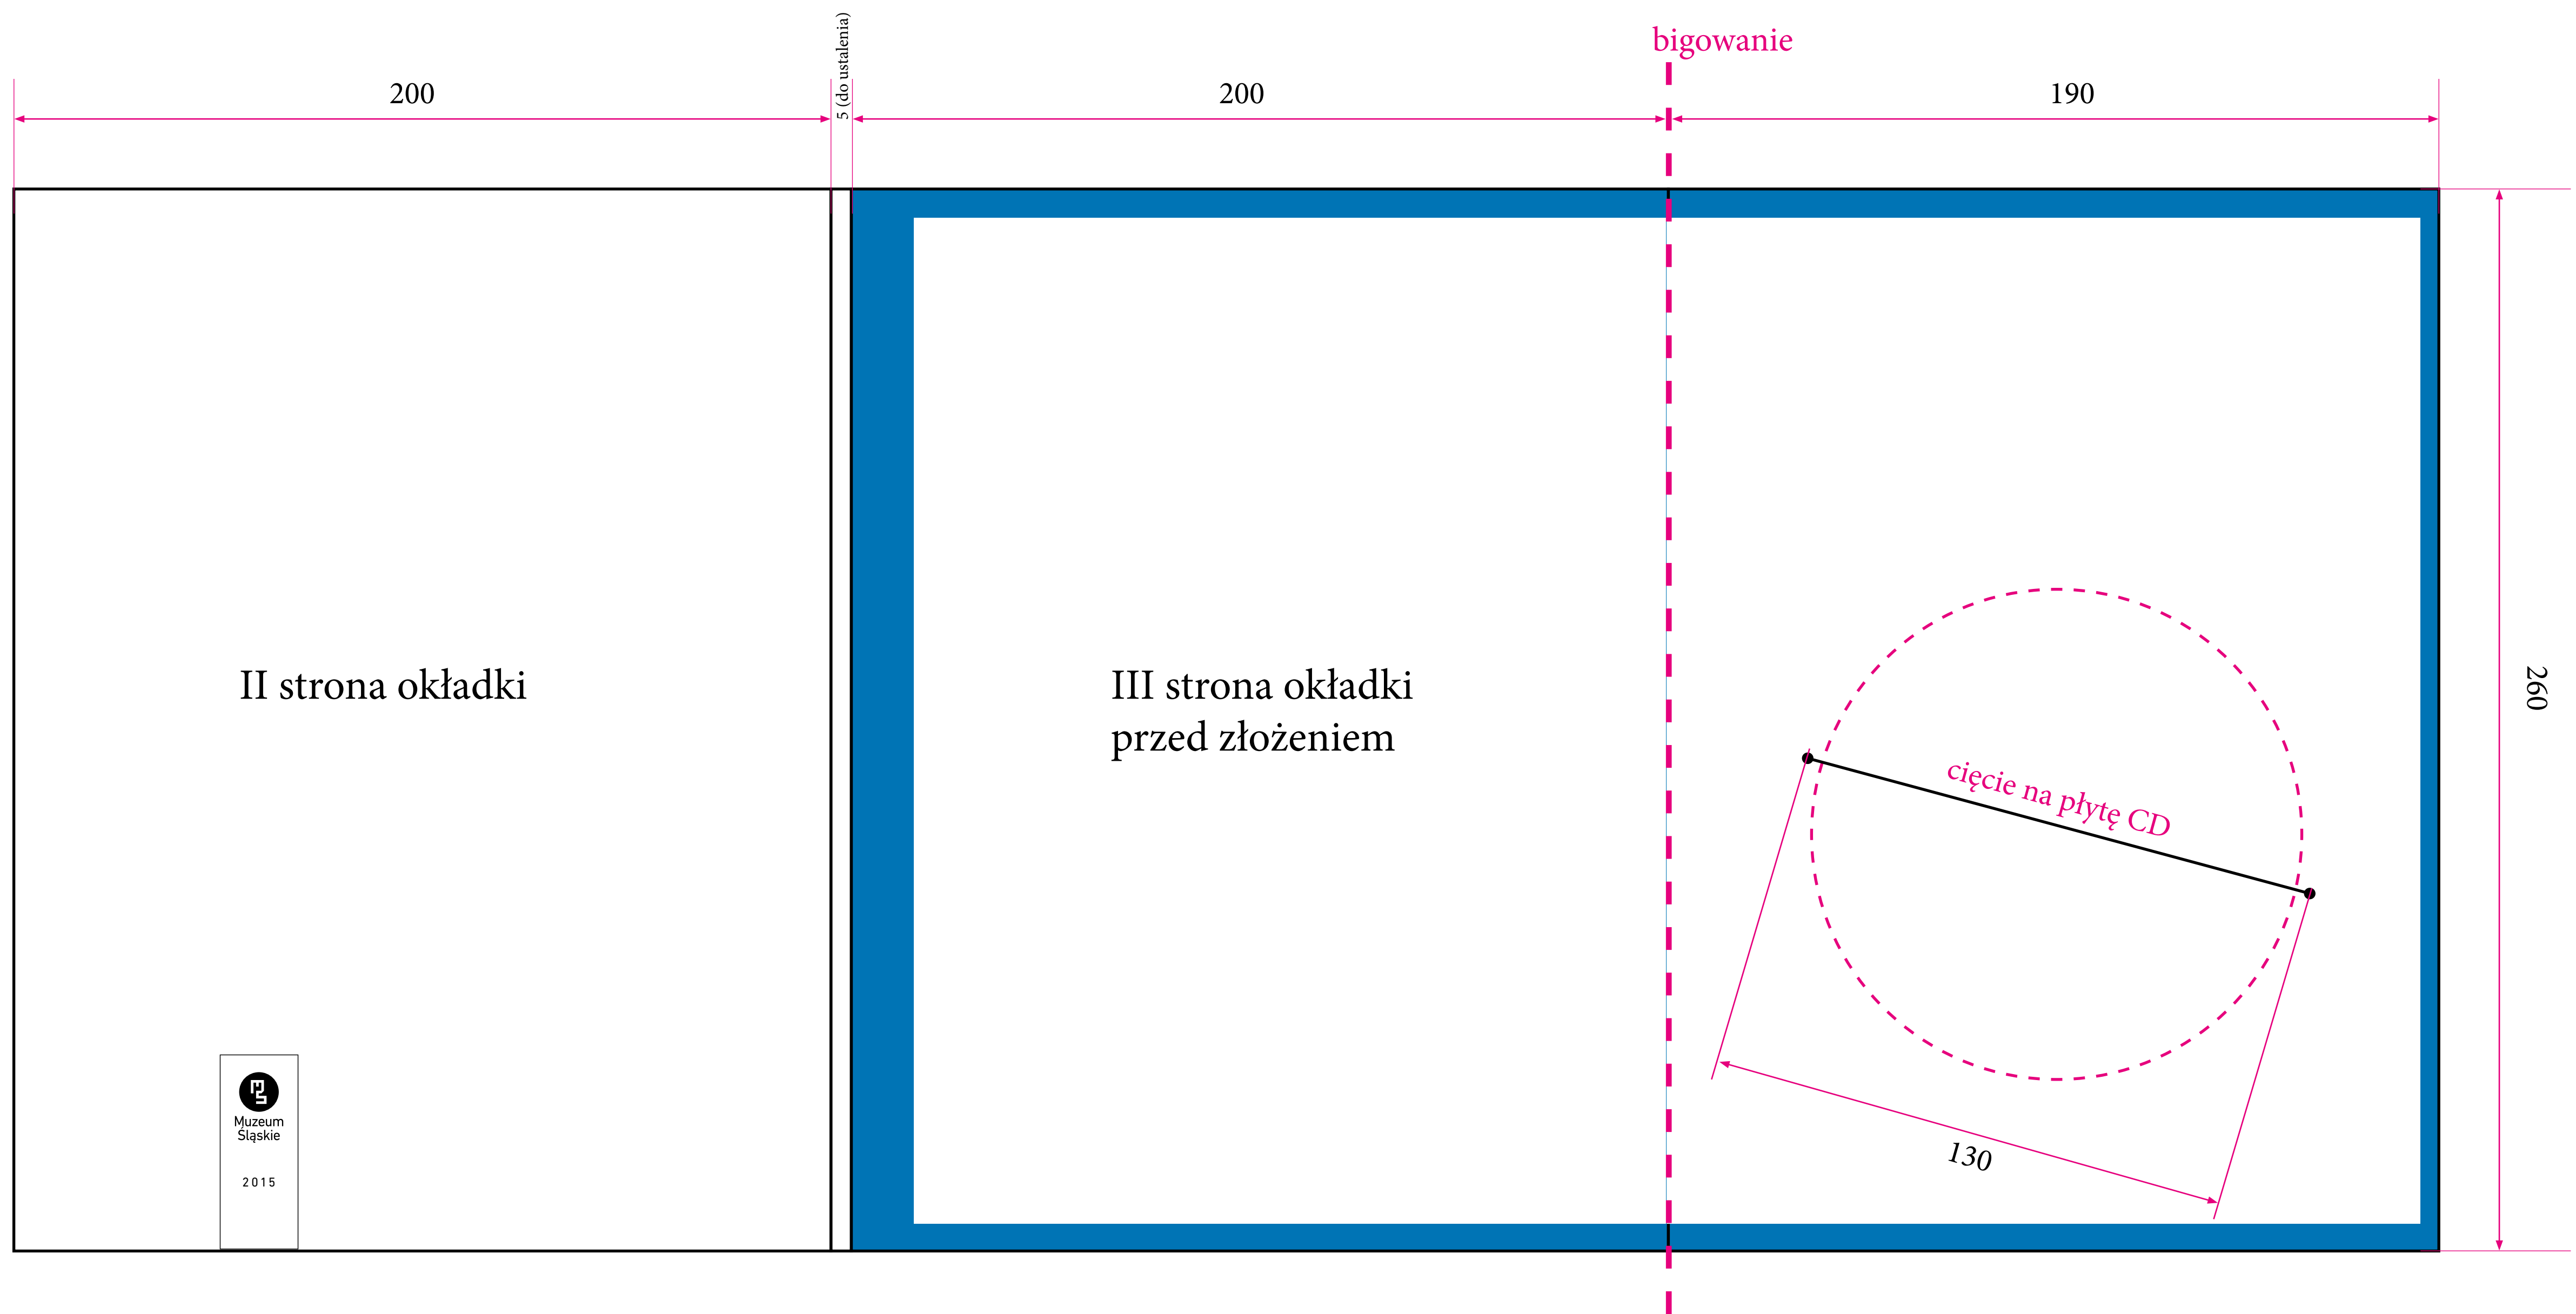 bigowanie
200
5 (do ustalenia)
200
190
II strona okładki
III strona okładki
przed złożeniem
260
cięcie na płytę CD
130
Muzeum
Śląskie
2015